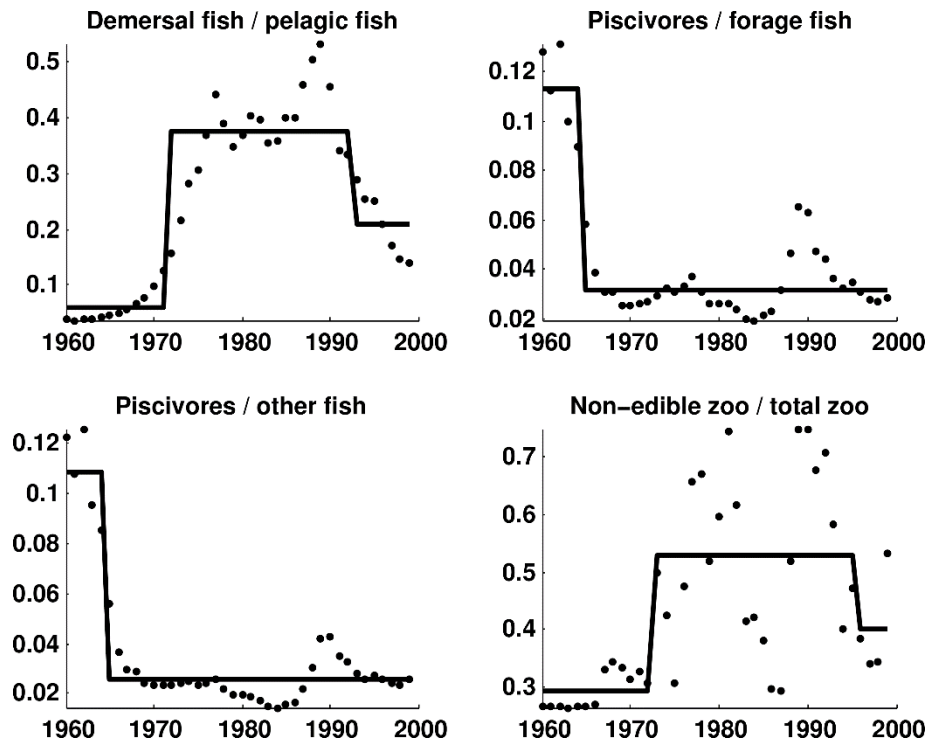 Demersal fish / pelagic fish
0.5
0.4
0.3
0.2
0.1
1960 1970 1980 1990 2000
Piscivores / forage fish
0.12
0.1
0.08
0.06
0.04
0.02
1960 1970 1980 1990 2000
Piscivores / other fish
0.12
0.1
0.08
0.06
0.04
0.02
1960 1970 1980 1990 2000
Non−edible zoo / total zoo
0.7
0.6
0.5
0.4
0.3
1960 1970 1980 1990 2000